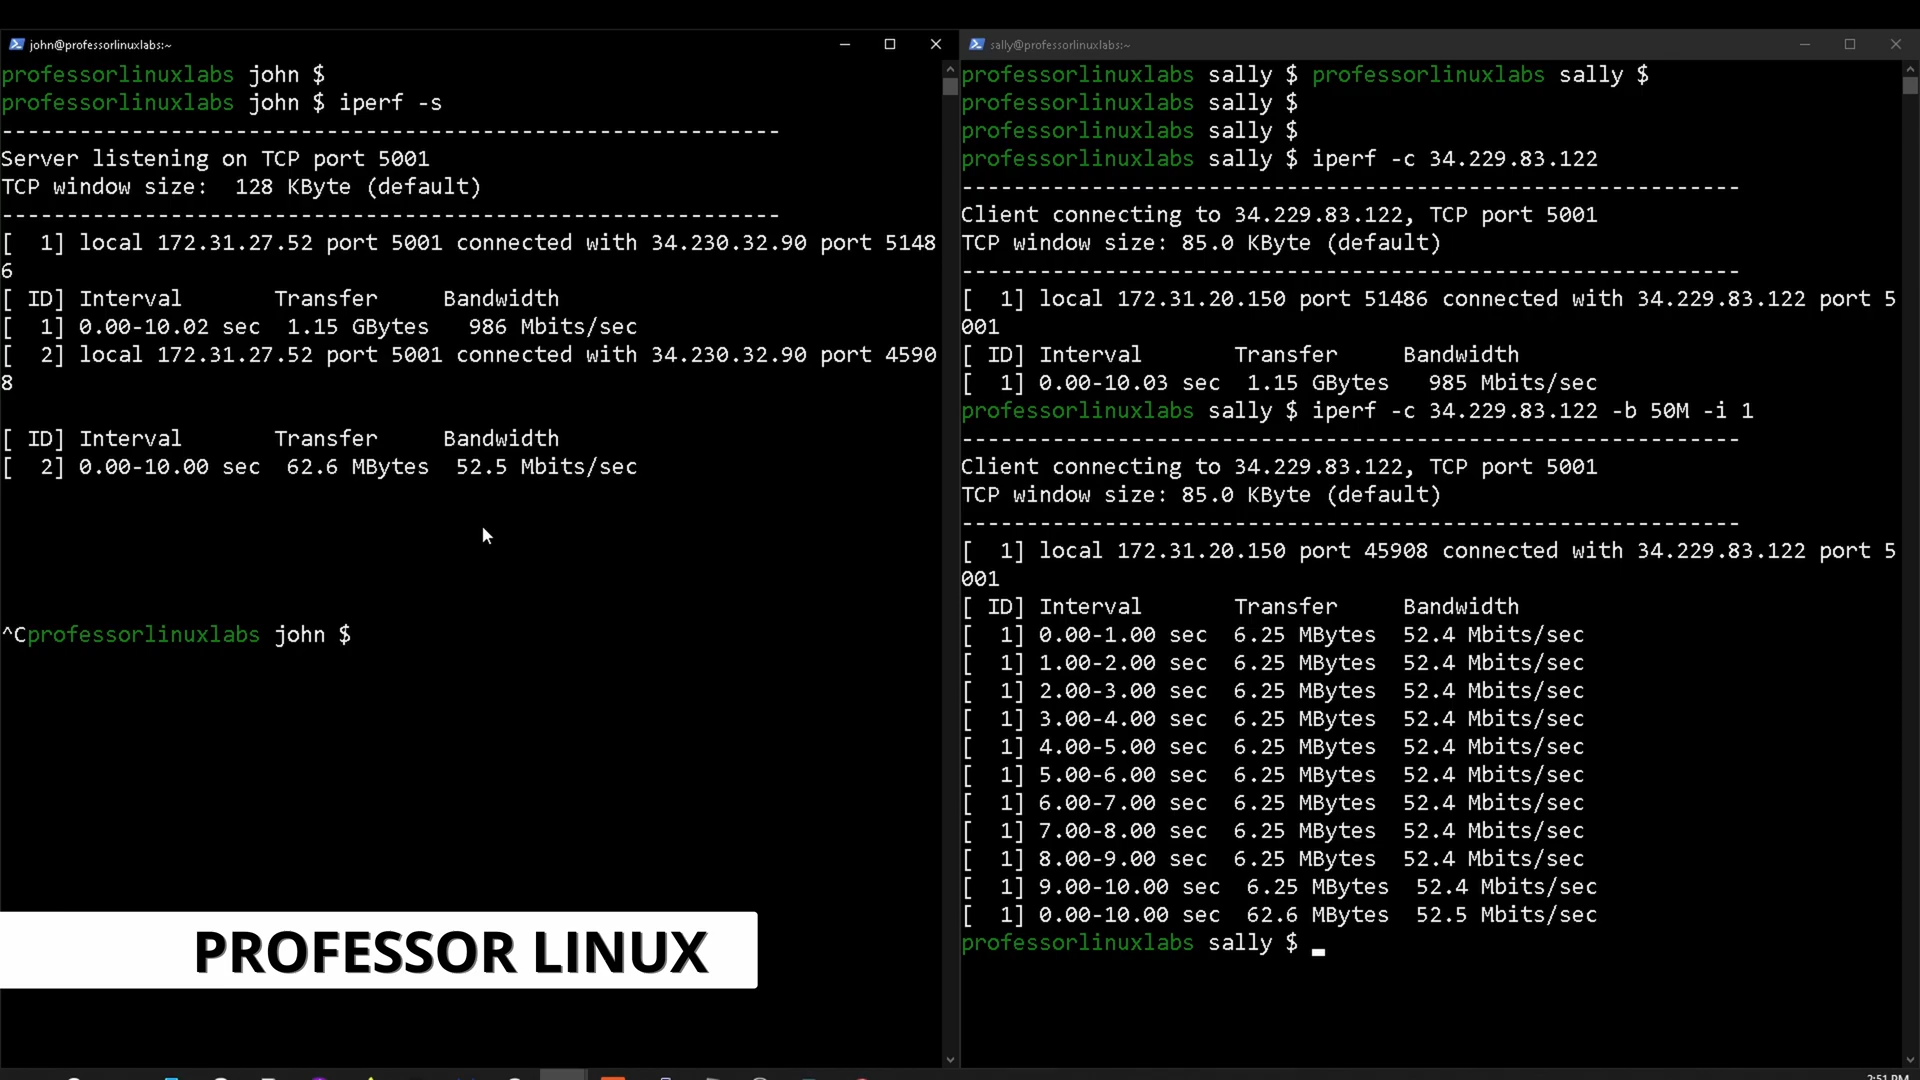 john@professorlinuxlabs:~
professorlinuxlabs john $
professorlinuxlabs john $ iperf -s
------------------------------------------------------------
Server listening on TCP port 5001
TCP window size:  128 KByte (default)
------------------------------------------------------------
[  1] local 172.31.27.52 port 5001 connected with 34.230.32.90 port 5148
6
[ ID] Interval       Transfer     Bandwidth
[  1] 0.00-10.02 sec  1.15 GBytes   986 Mbits/sec
[  2] local 172.31.27.52 port 5001 connected with 34.230.32.90 port 4590
8
[ ID] Interval       Transfer     Bandwidth
[  2] 0.00-10.00 sec  62.6 MBytes  52.5 Mbits/sec
^Cprofessorlinuxlabs john $
PROFESSOR LINUX
sally@professorlinuxlabs:~
professorlinuxlabs sally $ professorlinuxlabs sally $
professorlinuxlabs sally $
professorlinuxlabs sally $
professorlinuxlabs sally $ iperf -c 34.229.83.122
------------------------------------------------------------
Client connecting to 34.229.83.122, TCP port 5001
TCP window size: 85.0 KByte (default)
------------------------------------------------------------
[  1] local 172.31.20.150 port 51486 connected with 34.229.83.122 port 5
001
[ ID] Interval       Transfer     Bandwidth
[  1] 0.00-10.03 sec  1.15 GBytes   985 Mbits/sec
professorlinuxlabs sally $ iperf -c 34.229.83.122 -b 50M -i 1
------------------------------------------------------------
Client connecting to 34.229.83.122, TCP port 5001
TCP window size: 85.0 KByte (default)
------------------------------------------------------------
[  1] local 172.31.20.150 port 45908 connected with 34.229.83.122 port 5
001
[ ID] Interval       Transfer     Bandwidth
[  1] 0.00-1.00 sec  6.25 MBytes  52.4 Mbits/sec
[  1] 1.00-2.00 sec  6.25 MBytes  52.4 Mbits/sec
[  1] 2.00-3.00 sec  6.25 MBytes  52.4 Mbits/sec
[  1] 3.00-4.00 sec  6.25 MBytes  52.4 Mbits/sec
[  1] 4.00-5.00 sec  6.25 MBytes  52.4 Mbits/sec
[  1] 5.00-6.00 sec  6.25 MBytes  52.4 Mbits/sec
[  1] 6.00-7.00 sec  6.25 MBytes  52.4 Mbits/sec
[  1] 7.00-8.00 sec  6.25 MBytes  52.4 Mbits/sec
[  1] 8.00-9.00 sec  6.25 MBytes  52.4 Mbits/sec
[  1] 9.00-10.00 sec  6.25 MBytes  52.4 Mbits/sec
[  1] 0.00-10.00 sec  62.6 MBytes  52.5 Mbits/sec
professorlinuxlabs sally $
2:51 PM